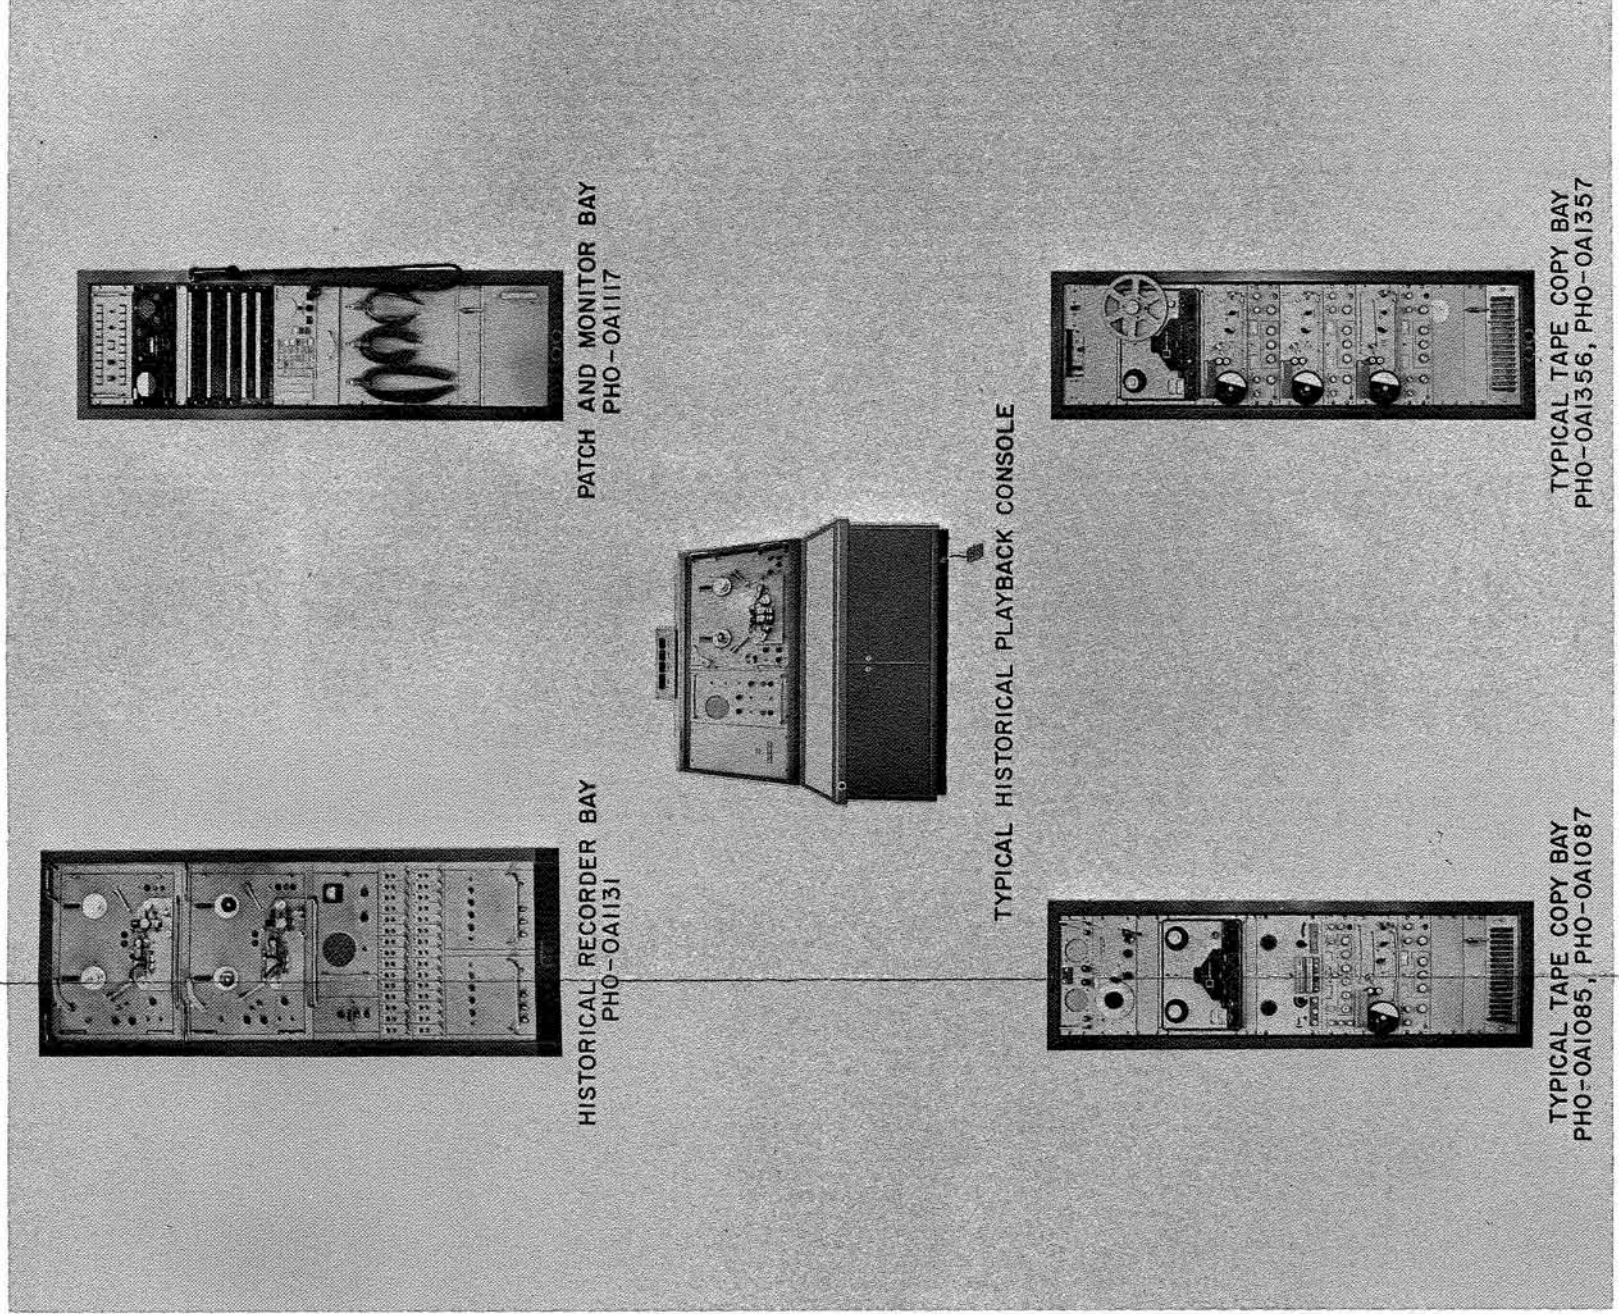 HISTORICAL RECORDER BAY
PHO-OA1131
PATCH AND MONITOR BAY
PHO-OA1117
TYPICAL HISTORICAL PLAYBACK CONSOLE
TYPICAL TAPE COPY BAY
PHO-OA1085, PHO-OA1087
TYPICAL TAPE COPY BAY
PHO-OA1356, PHO-OA1357